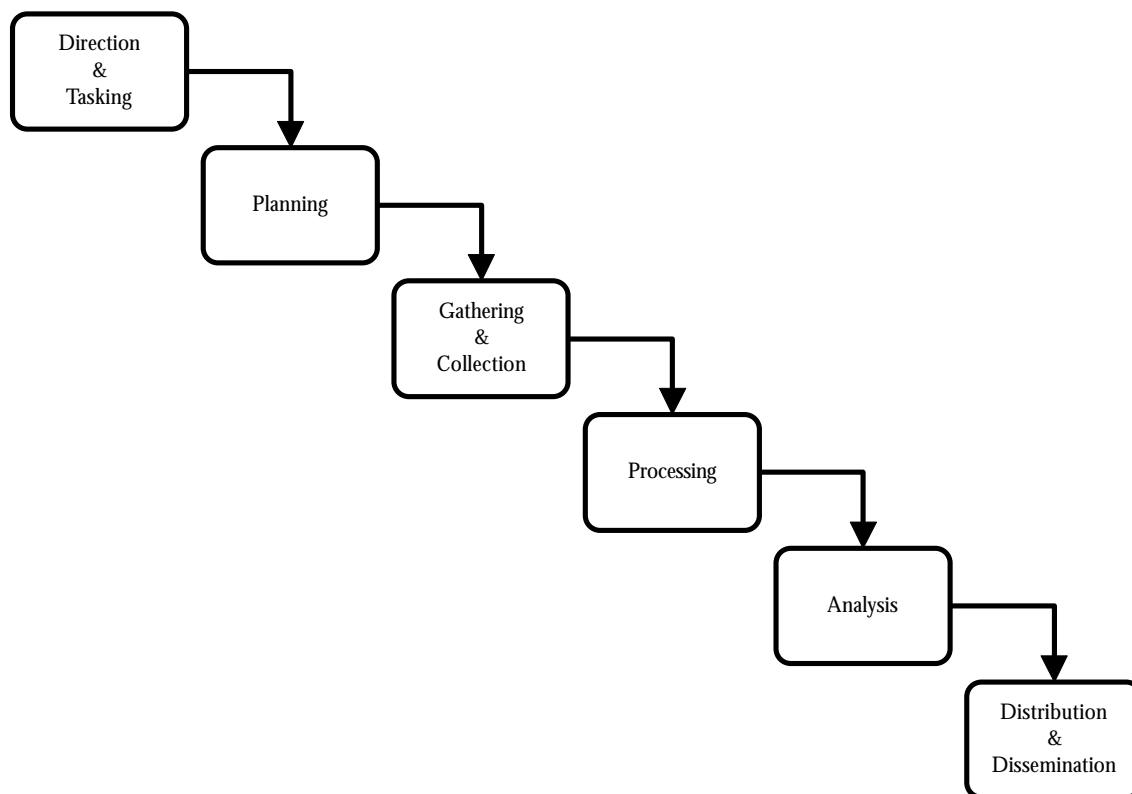 Direction
&
Tasking
Planning
Gathering
&
Collection
Processing
Analysis
Distribution
&
Dissemination